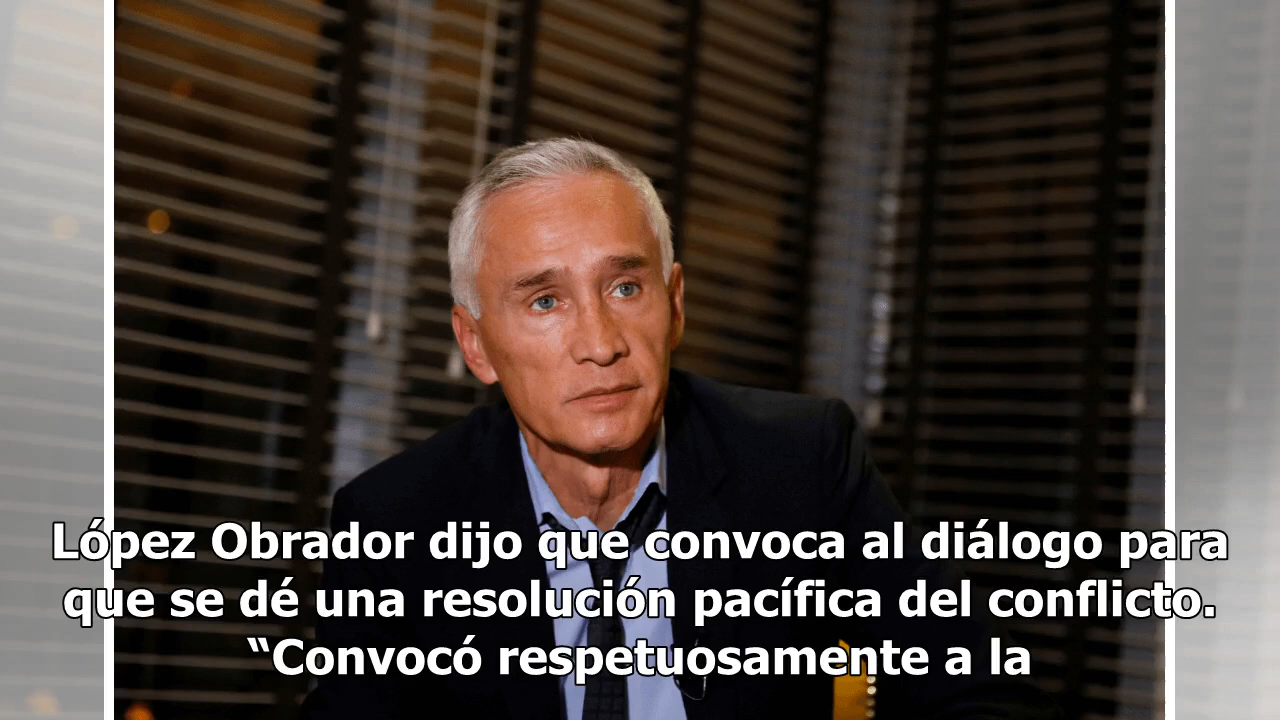 López Obrador dijo que convoca al diálogo para
que se dé una resolución pacífica del conflicto.
“Convocó respetuosamente a la